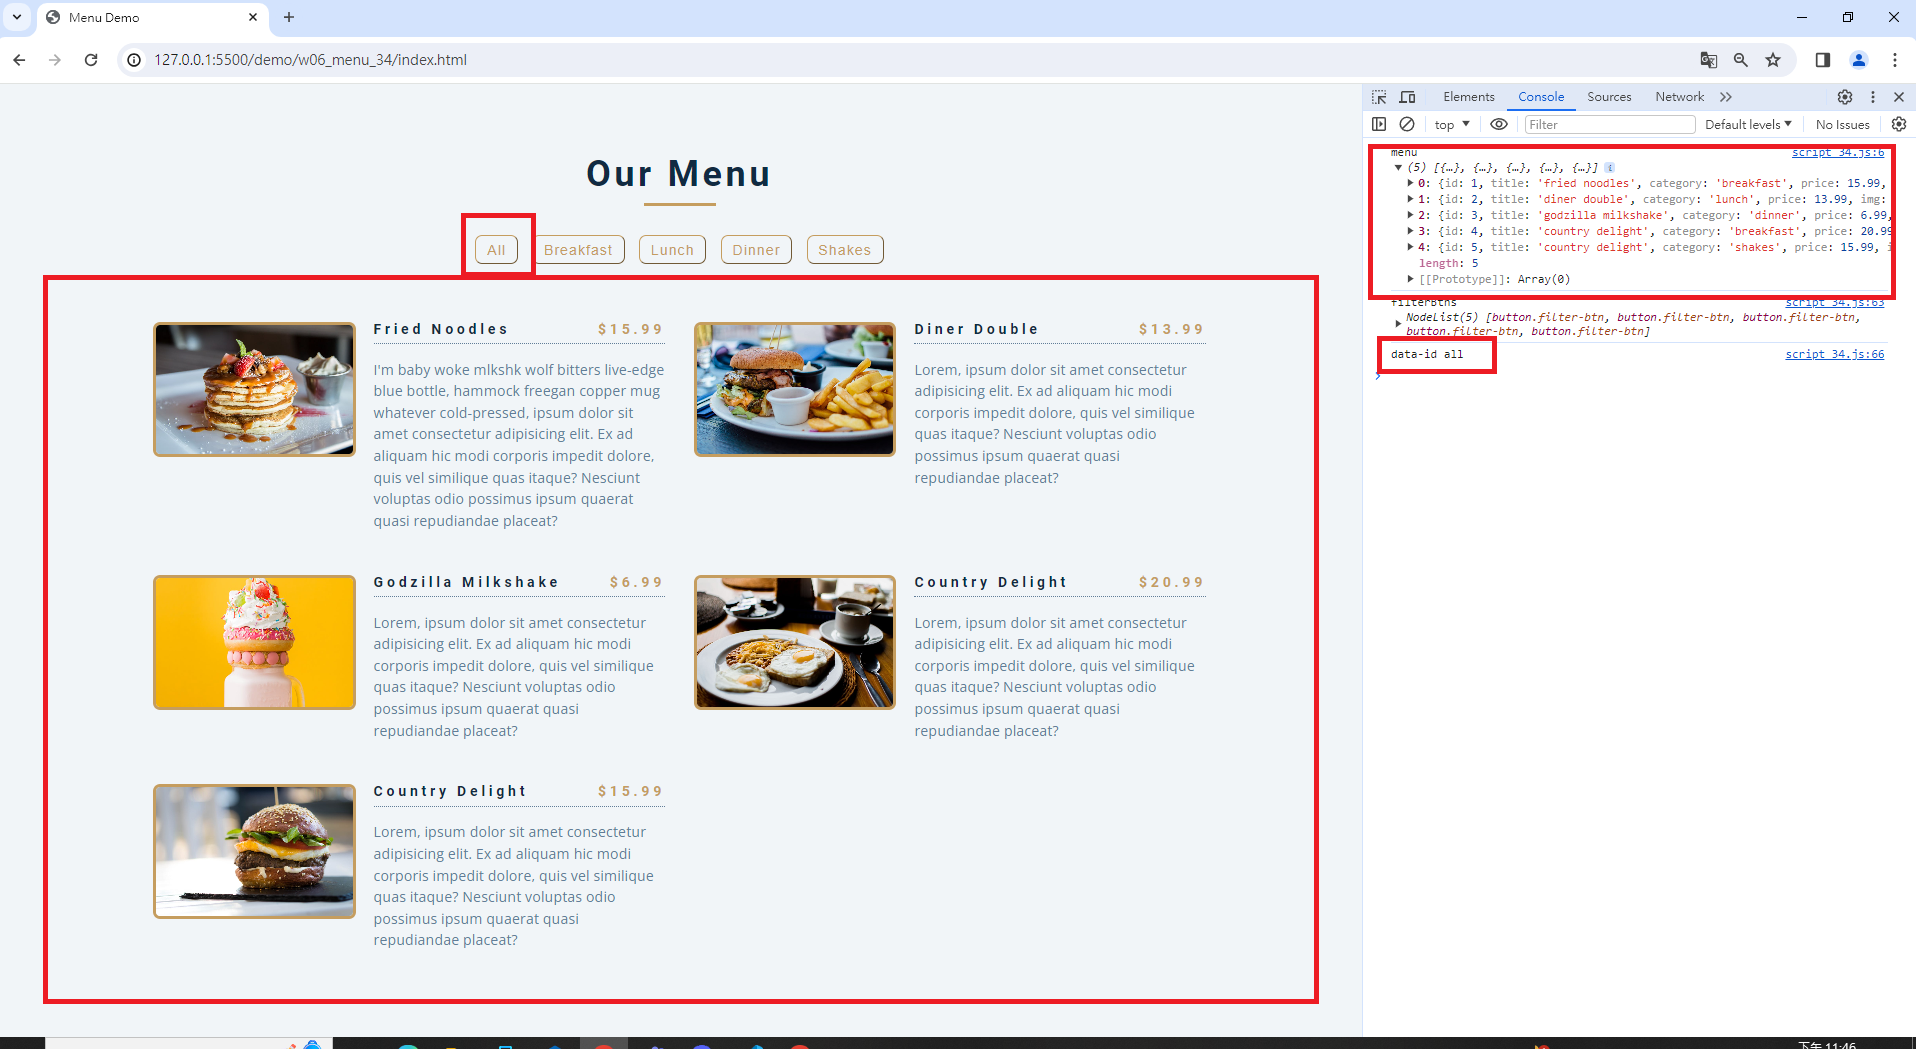 Menu Demo
127.0.0.1:5500/demo/w06_menu_34/index.html
Our Menu
All
Breakfast
Lunch
Dinner
Shakes
Fried Noodles $15.99
I'm baby woke mlkshk wolf bitters live-edge
blue bottle, hammock freegan copper mug
whatever cold-pressed, ipsum dolor sit
amet consectetur adipisicing elit. Ex ad
aliquam hic modi corporis impedit dolore,
quis vel similique quas itaque? Nesciunt
voluptas odio possimus ipsum quaerat
quasi repudiandae placeat?
Diner Double $13.99
Lorem, ipsum dolor sit amet consectetur
adipisicing elit. Ex ad aliquam hic modi
corporis impedit dolore, quis vel similique
quas itaque? Nesciunt voluptas odio
possimus ipsum quaerat quasi
repudiandae placeat?
Godzilla Milkshake $6.99
Lorem, ipsum dolor sit amet consectetur
adipisicing elit. Ex ad aliquam hic modi
corporis impedit dolore, quis vel similique
quas itaque? Nesciunt voluptas odio
possimus ipsum quaerat quasi
repudiandae placeat?
Country Delight $20.99
Lorem, ipsum dolor sit amet consectetur
adipisicing elit. Ex ad aliquam hic modi
corporis impedit dolore, quis vel similique
quas itaque? Nesciunt voluptas odio
possimus ipsum quaerat quasi
repudiandae placeat?
Country Delight $15.99
Lorem, ipsum dolor sit amet consectetur
adipisicing elit. Ex ad aliquam hic modi
corporis impedit dolore, quis vel similique
quas itaque? Nesciunt voluptas odio
possimus ipsum quaerat quasi
repudiandae placeat?
Elements Console Sources Network
top Filter Default levels No Issues
menu script 34.js:6
(5) [{…}, {…}, {…}, {…}, {…}] i
0: {id: 1, title: 'fried noodles', category: 'breakfast', price: 15.99,
1: {id: 2, title: 'diner double', category: 'lunch', price: 13.99, img:
2: {id: 3, title: 'godzilla milkshake', category: 'dinner', price: 6.99,
3: {id: 4, title: 'country delight', category: 'breakfast', price: 20.99
4: {id: 5, title: 'country delight', category: 'shakes', price: 15.99, i
length: 5
[[Prototype]]: Array(0)
filterBtns script 34.js:63
NodeList(5) [button.filter-btn, button.filter-btn, button.filter-btn,
button.filter-btn, button.filter-btn]
data-id all script 34.js:66
下午 11:46